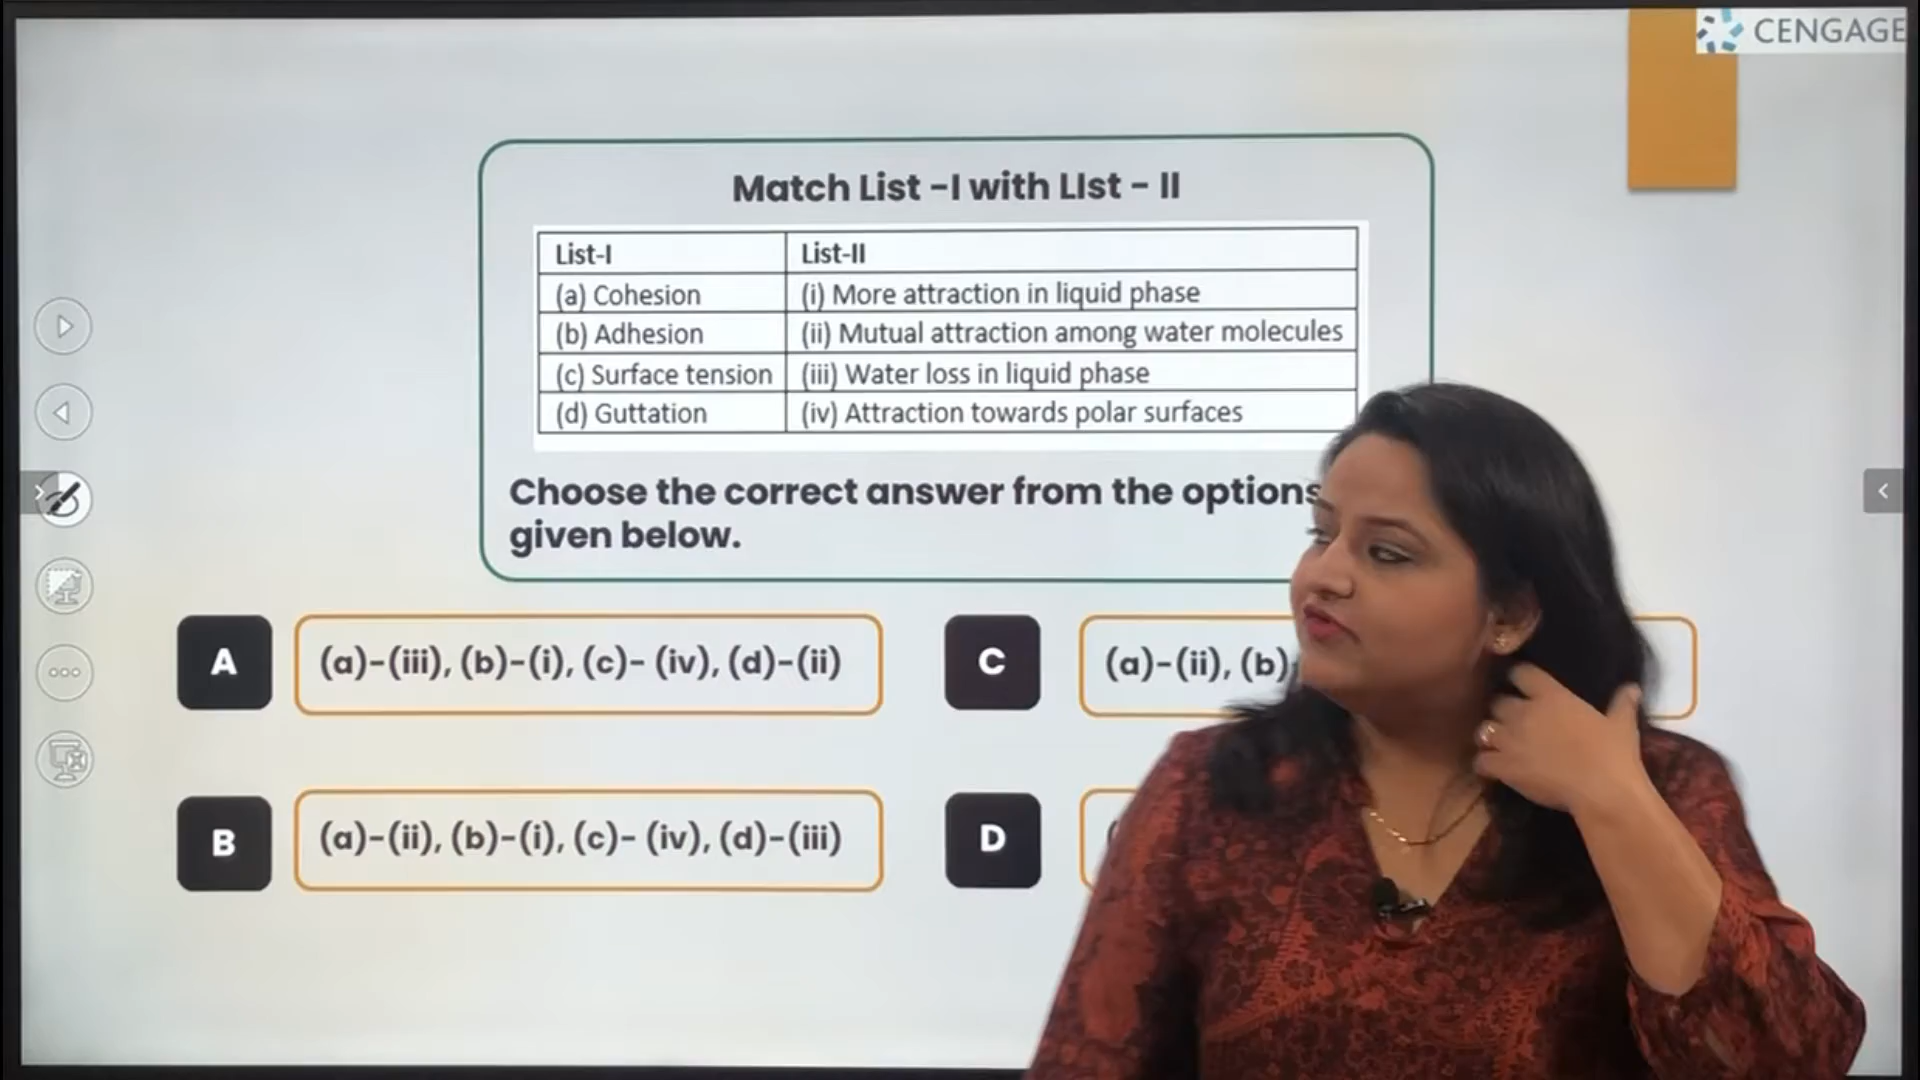 CENGAGE
Match List -I with LIst - II
List-I List-II
(a) Cohesion (i) More attraction in liquid phase
(b) Adhesion (ii) Mutual attraction among water molecules
(c) Surface tension (iii) Water loss in liquid phase
(d) Guttation (iv) Attraction towards polar surfaces
Choose the correct answer from the options
given below.
A (a)-(iii), (b)-(i), (c)- (iv), (d)-(ii)
C (a)-(ii), (b)
B (a)-(ii), (b)-(i), (c)- (iv), (d)-(iii)
D